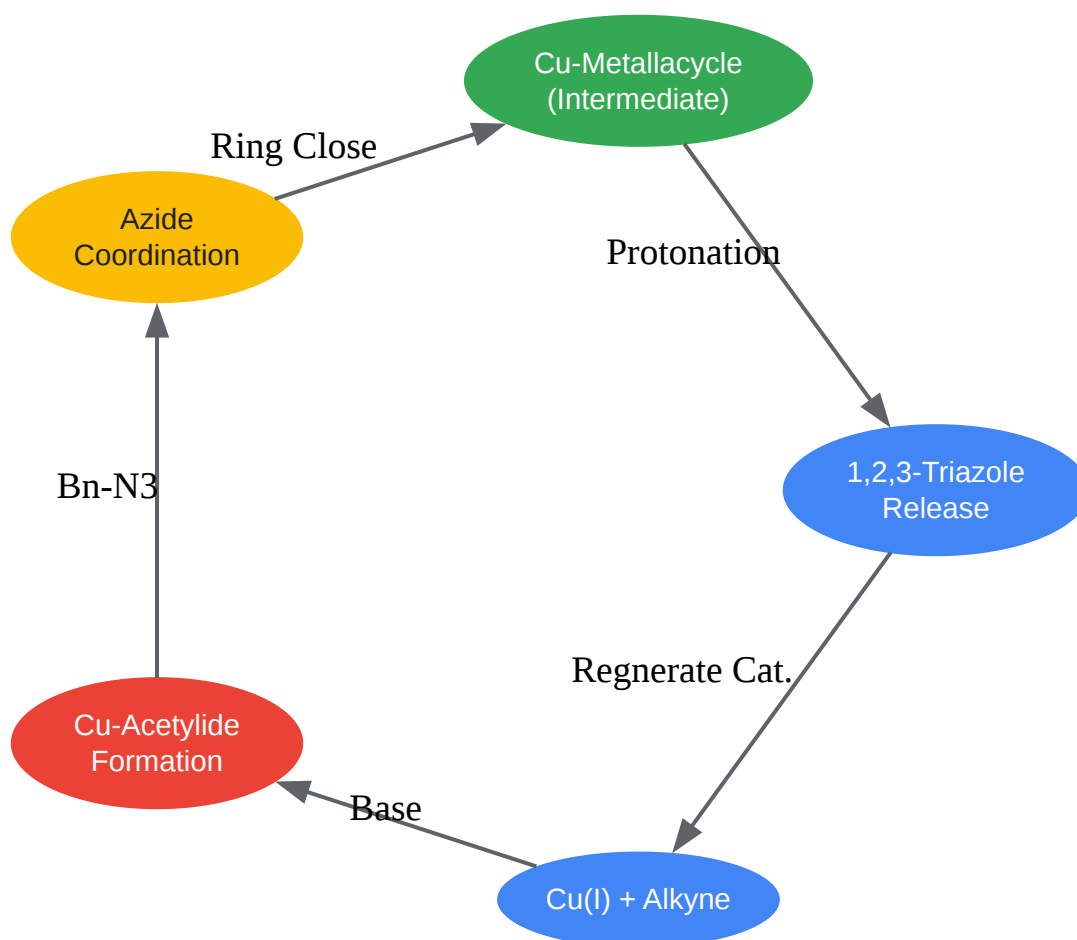 Cu-Metallacycle
(Intermediate)
Ring Close
Azide
Coordination
Protonation
Bn-N3
1,2,3-Triazole
Release
Regnerate Cat.
Cu-Acetylide
Formation
Base
Cu(I) + Alkyne